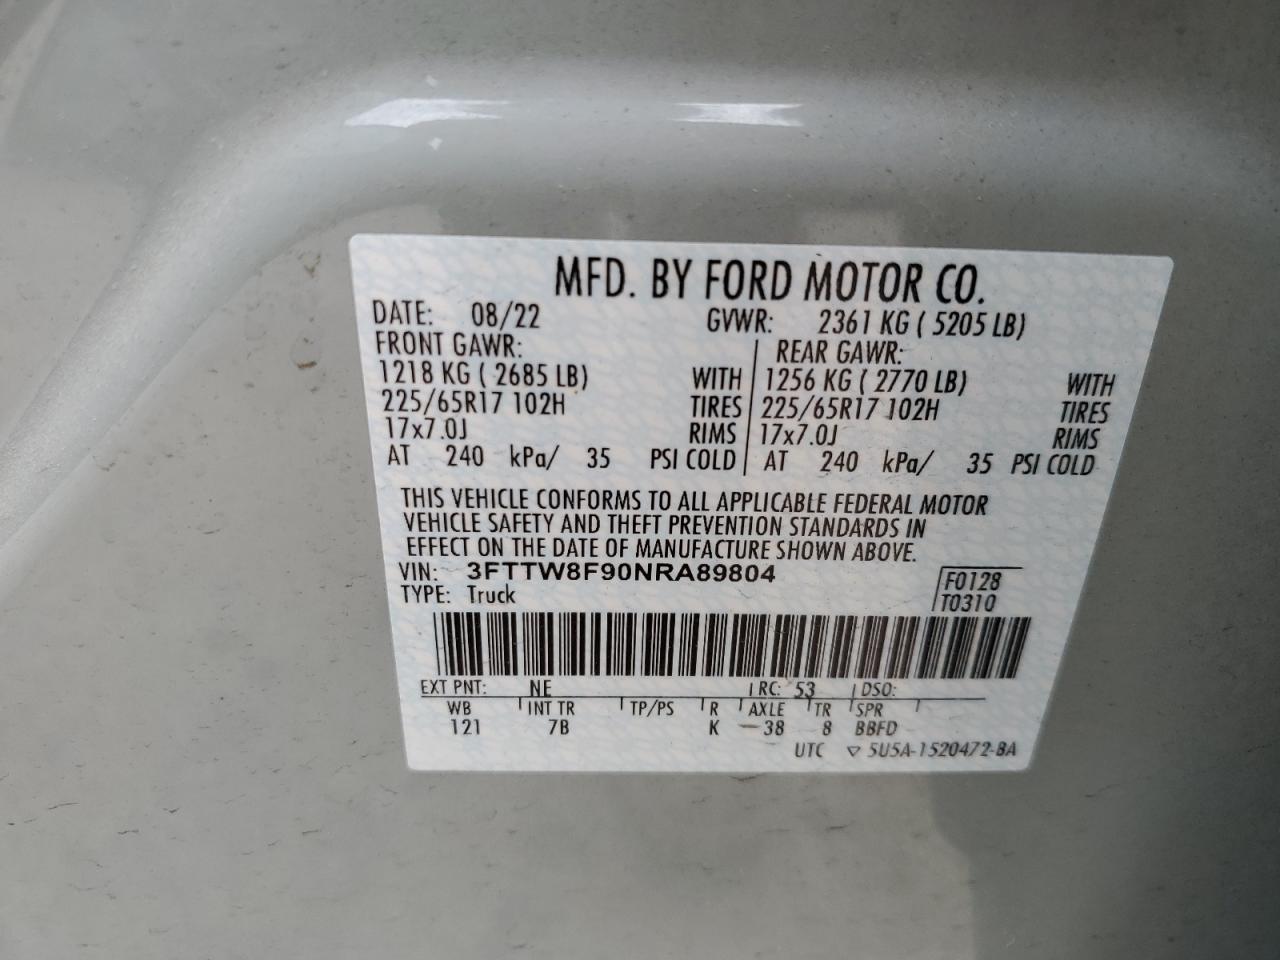 MFD. BY FORD MOTOR CO.
DATE: 08/22 GVWR: 2361 KG ( 5205 LB)
FRONT GAWR: REAR GAWR:
1218 KG ( 2685 LB) WITH 1256 KG ( 2770 LB) WITH
225/65R17 102H TIRES 225/65R17 102H TIRES
17x7.0J RIMS 17x7.0J RIMS
AT 240 kPa/ 35 PSI COLD AT 240 kPa/ 35 PSI COLD
THIS VEHICLE CONFORMS TO ALL APPLICABLE FEDERAL MOTOR
VEHICLE SAFETY AND THEFT PREVENTION STANDARDS IN
EFFECT ON THE DATE OF MANUFACTURE SHOWN ABOVE.
VIN: 3FTTW8F90NRA89804
TYPE: Truck
F0128
T0310
EXT PNT: NE RC: 53 DSO:
WB INT TR TP/PS R AXLE TR SPR
121 7B K 38 8 BBFD
UTC ▽ 5U5A-1520472-BA